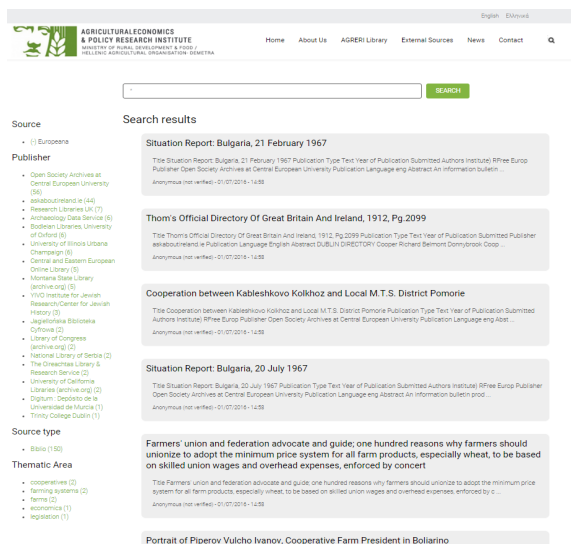 English Ελληνικά
AGRICULTURALECONOMICS
& POLICY RESEARCH INSTITUTE
MINISTRY OF RURAL DEVELOPMENT & FOOD /
HELLENIC AGRICULTURAL ORGANISATION- DEMETRA
Home About Us AGRERI Library External Sources News Contact
SEARCH
Source
(-) Europeana
Publisher
Open Society Archives at
Central European University
(56)
askaboutireland.ie (44)
Research Libraries UK (7)
Archaeology Data Service (6)
Bodleian Libraries, University
of Oxford (6)
University of Illinois Urbana
Champaign (6)
Central and Eastern European
Online Library (5)
Montana State Library
(archive.org) (5)
YIVO Institute for Jewish
Research/Center for Jewish
History (3)
Jagiellońska Biblioteka
Cyfrowa (2)
Library of Congress
(archive.org) (2)
National Library of Serbia (2)
The Oireachtas Library &
Research Service (2)
University of California
Libraries (archive.org) (2)
Digitum : Depósito de la
Universidad de Murcia (1)
Trinity College Dublin (1)
Source type
Biblio (150)
Thematic Area
cooperatives (2)
farming systems (2)
farms (2)
economics (1)
legislation (1)
Search results
Situation Report: Bulgaria, 21 February 1967
Title Situation Report: Bulgaria, 21 February 1967 Publication Type Text Year of Publication Submitted Authors Institute) RFree Europ
Publisher Open Society Archives at Central European University Publication Language eng Abstract An information bulletin ...
Anonymous (not verified) - 01/07/2016 - 14:58
Thom's Official Directory Of Great Britain And Ireland, 1912, Pg.2099
Title Thom's Official Directory Of Great Britain And Ireland, 1912, Pg.2099 Publication Type Text Year of Publication Submitted Publisher
askaboutireland.ie Publication Language English Abstract DUBLIN DIRECTORY Cooper Richard Belmont Donnybrook Coop ...
Anonymous (not verified) - 01/07/2016 - 14:58
Cooperation between Kableshkovo Kolkhoz and Local M.T.S. District Pomorie
Title Cooperation between Kableshkovo Kolkhoz and Local M.T.S. District Pomorie Publication Type Text Year of Publication Submitted
Authors Institute) RFree Europ Publisher Open Society Archives at Central European University Publication Language eng Abst ...
Anonymous (not verified) - 01/07/2016 - 14:58
Situation Report: Bulgaria, 20 July 1967
Title Situation Report: Bulgaria, 20 July 1967 Publication Type Text Year of Publication Submitted Authors Institute) RFree Europ Publisher
Open Society Archives at Central European University Publication Language eng Abstract An information bulletin prod ...
Anonymous (not verified) - 01/07/2016 - 14:58
Farmers' union and federation advocate and guide; one hundred reasons why farmers should
unionize to adopt the minimum price system for all farm products, especially wheat, to be based
on skilled union wages and overhead expenses, enforced by concert
Title Farmers' union and federation advocate and guide; one hundred reasons why farmers should unionize to adopt the minimum price
system for all farm products, especially wheat, to be based on skilled union wages and overhead expenses, enforced by c ...
Anonymous (not verified) - 01/07/2016 - 14:58
Portrait of Piperov Vulcho Ivanov, Cooperative Farm President in Boliarino